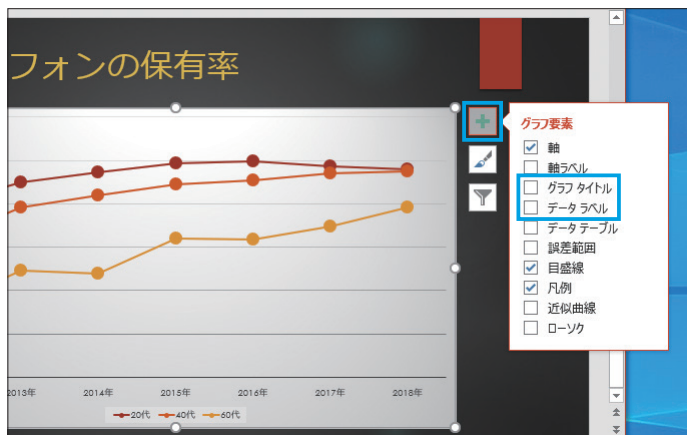 フォンの保有率
グラフ要素
軸
軸ラベル
グラフ タイトル
データ ラベル
データ テーブル
誤差範囲
目盛線
凡例
近似曲線
ローソク
2013年 2014年 2015年 2016年 2017年 2018年
20代 40代 60代